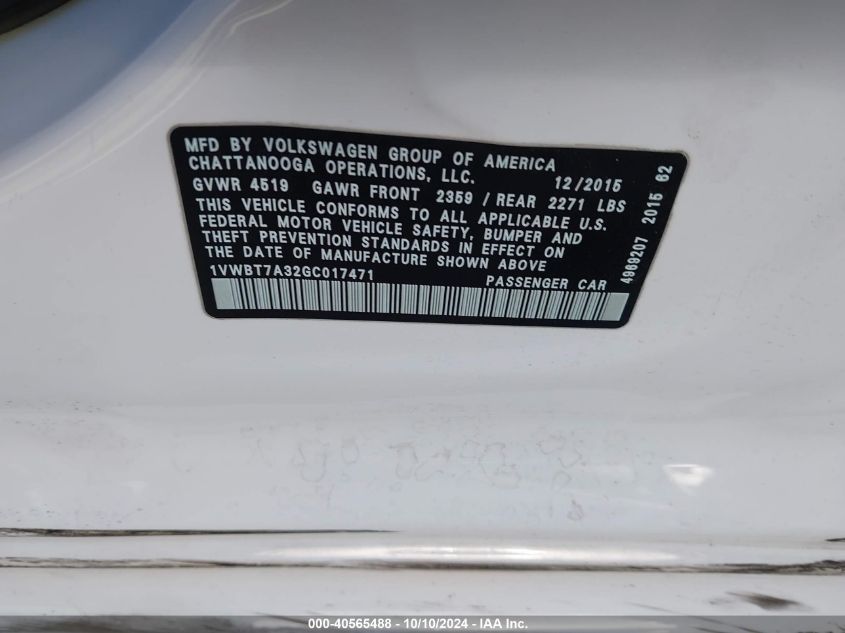 MFD BY VOLKSWAGEN GROUP OF AMERICA
CHATTANOOGA OPERATIONS, LLC. 12/2015
GVWR 4519 GAWR FRONT 2359 / REAR 2271 LBS
THIS VEHICLE CONFORMS TO ALL APPLICABLE U.S.
FEDERAL MOTOR VEHICLE SAFETY, BUMPER AND
THEFT PREVENTION STANDARDS IN EFFECT ON
THE DATE OF MANUFACTURE SHOWN ABOVE
1VWBT7A32GC017471 PASSENGER CAR
4969207 2015 62
000-40565488 - 10/10/2024 - IAA Inc.